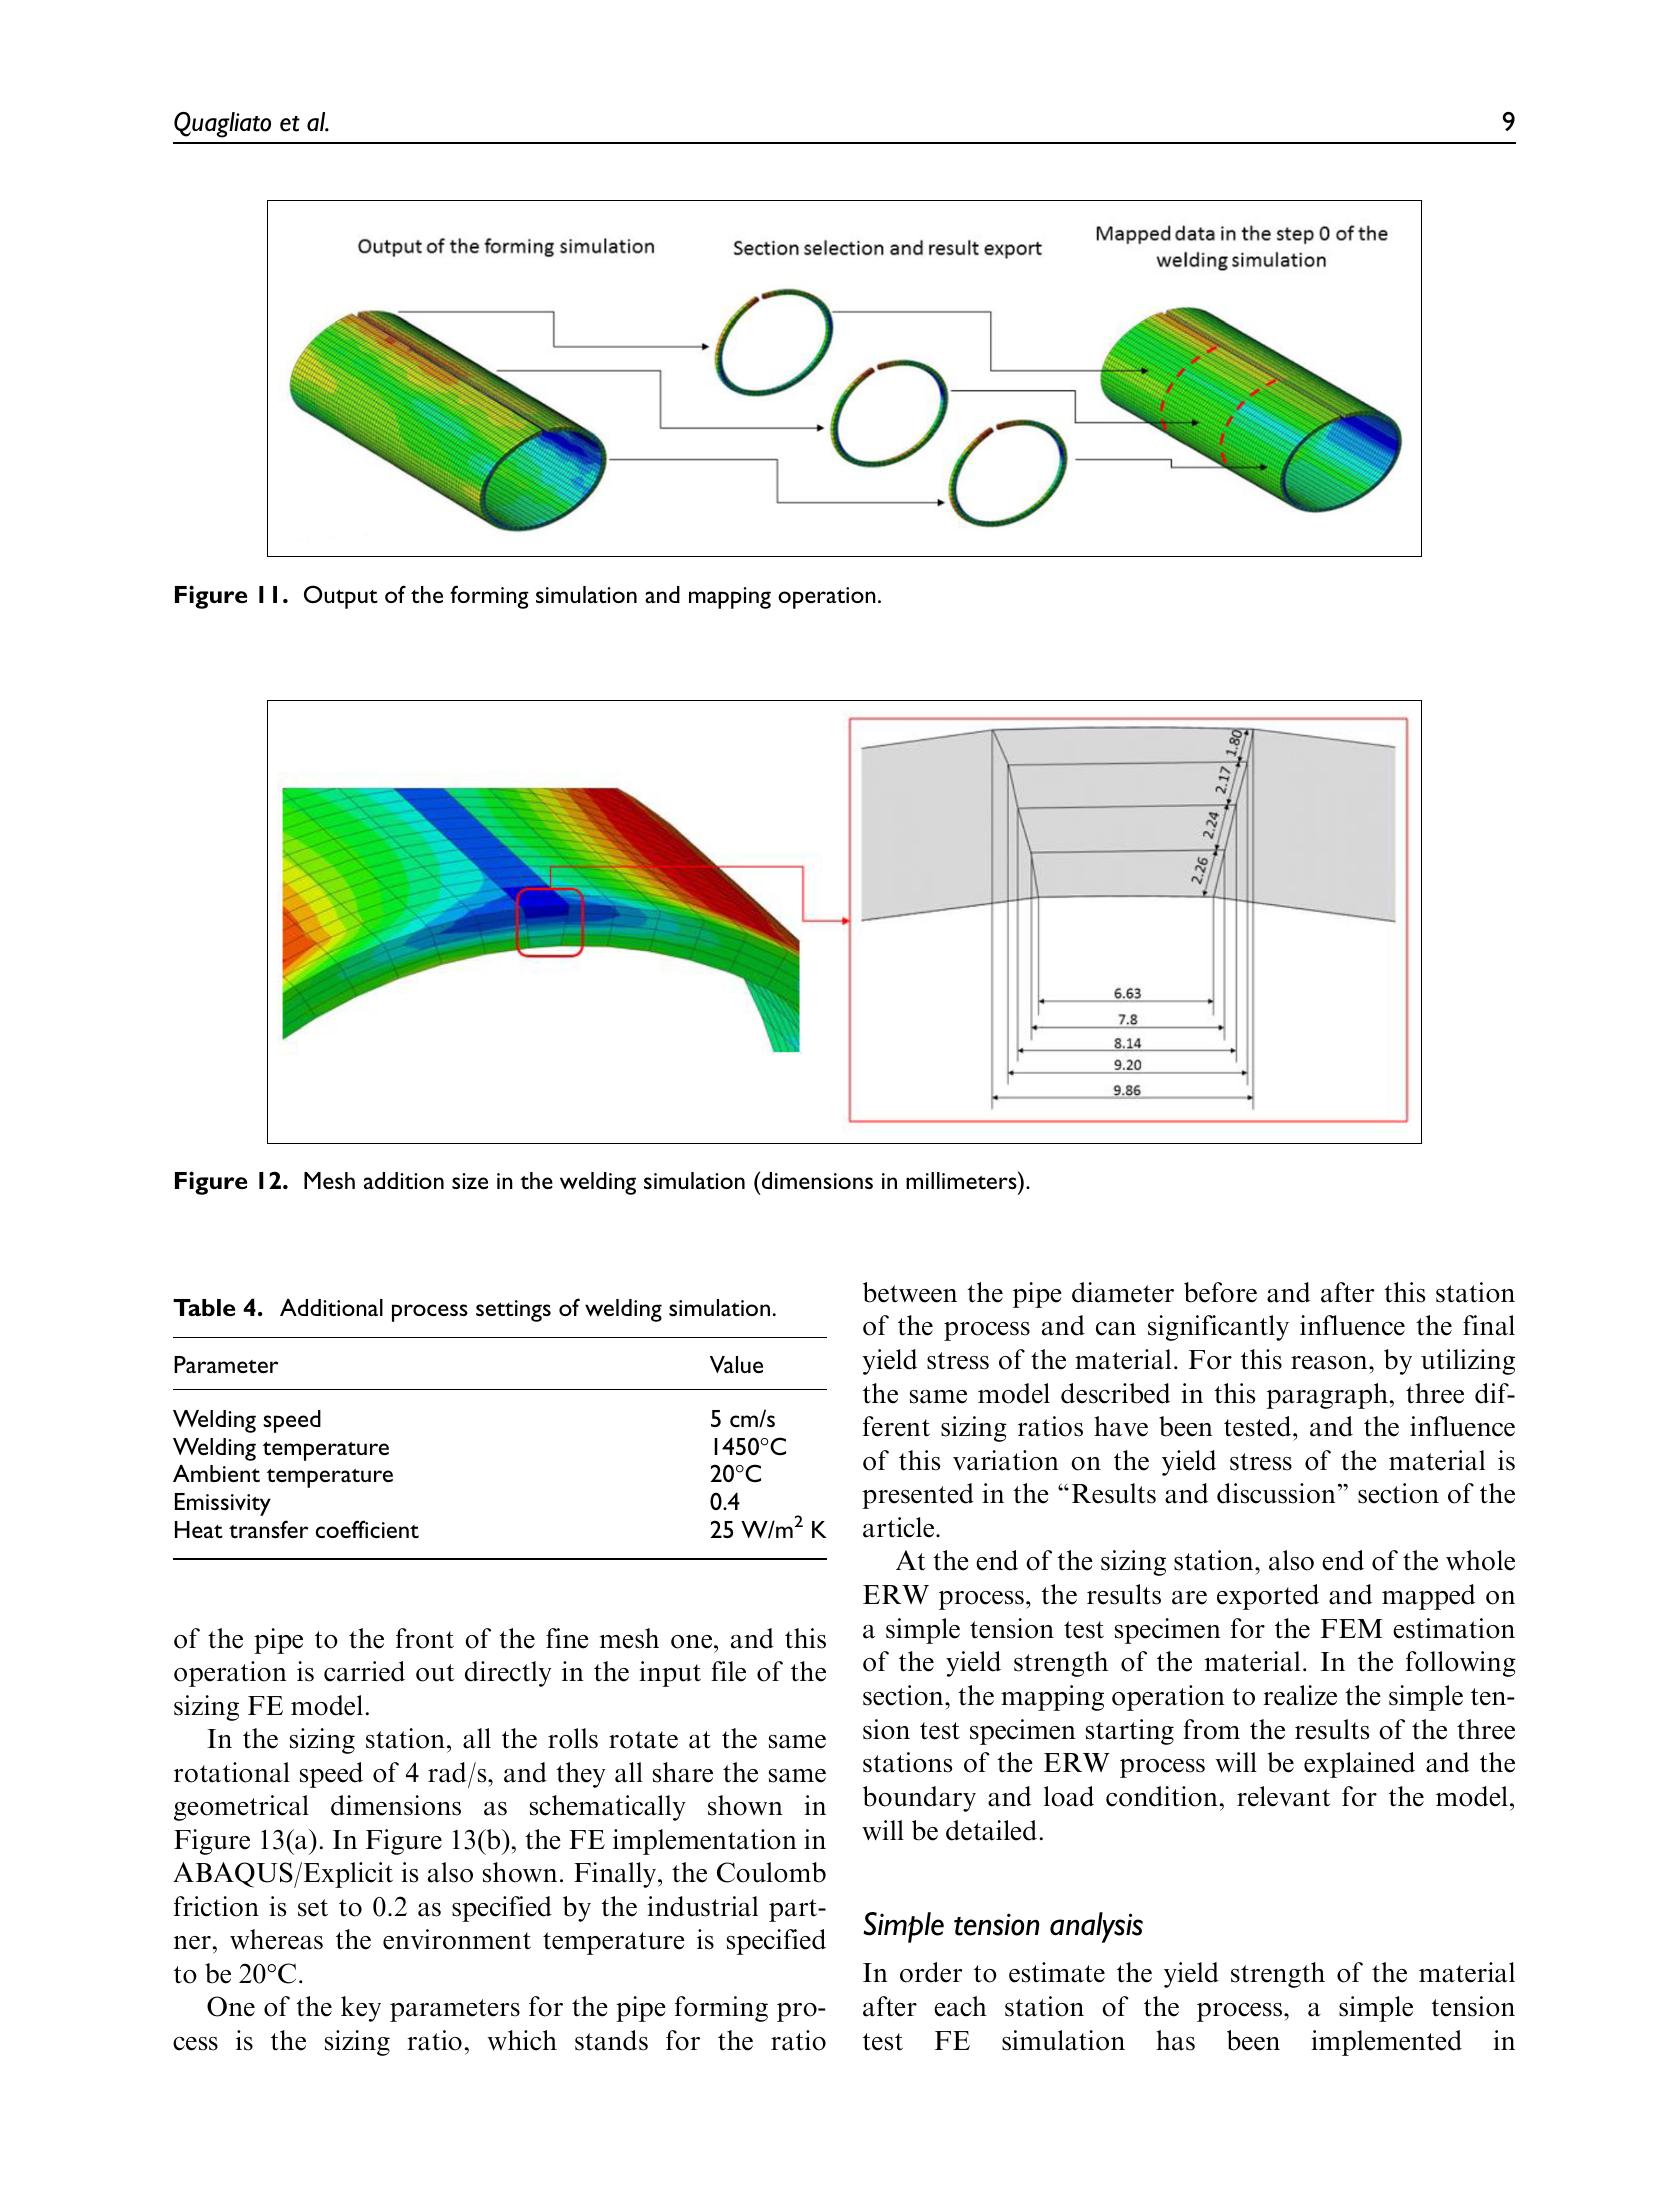 Quagliato et al.
9
Output of the forming simulation
Section selection and result export
Mapped data in the step 0 of the
welding simulation
Figure 11. Output of the forming simulation and mapping operation.
1.80
2.17
2.24
2.26
6.63
7.8
8.14
9.20
9.86
Figure 12. Mesh addition size in the welding simulation (dimensions in millimeters).
Table 4. Additional process settings of welding simulation.
Parameter Value
Welding speed 5 cm/s
Welding temperature 1450°C
Ambient temperature 20°C
Emissivity 0.4
Heat transfer coefficient 25 W/m² K
of the pipe to the front of the fine mesh one, and this
operation is carried out directly in the input file of the
sizing FE model.
In the sizing station, all the rolls rotate at the same
rotational speed of 4 rad/s, and they all share the same
geometrical dimensions as schematically shown in
Figure 13(a). In Figure 13(b), the FE implementation in
ABAQUS/Explicit is also shown. Finally, the Coulomb
friction is set to 0.2 as specified by the industrial part-
ner, whereas the environment temperature is specified
to be 20°C.
One of the key parameters for the pipe forming pro-
cess is the sizing ratio, which stands for the ratio
between the pipe diameter before and after this station
of the process and can significantly influence the final
yield stress of the material. For this reason, by utilizing
the same model described in this paragraph, three dif-
ferent sizing ratios have been tested, and the influence
of this variation on the yield stress of the material is
presented in the “Results and discussion” section of the
article.
At the end of the sizing station, also end of the whole
ERW process, the results are exported and mapped on
a simple tension test specimen for the FEM estimation
of the yield strength of the material. In the following
section, the mapping operation to realize the simple ten-
sion test specimen starting from the results of the three
stations of the ERW process will be explained and the
boundary and load condition, relevant for the model,
will be detailed.
Simple tension analysis
In order to estimate the yield strength of the material
after each station of the process, a simple tension
test FE simulation has been implemented in